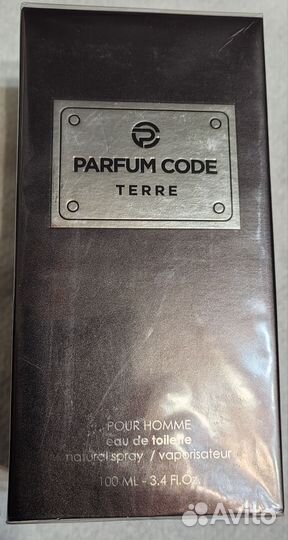 PARFUM CODE
TERRE
POUR HOMME
eau de toilette
natural spray / vaporisateur
100 ML - 3.4 Fl.Oz.
Avito